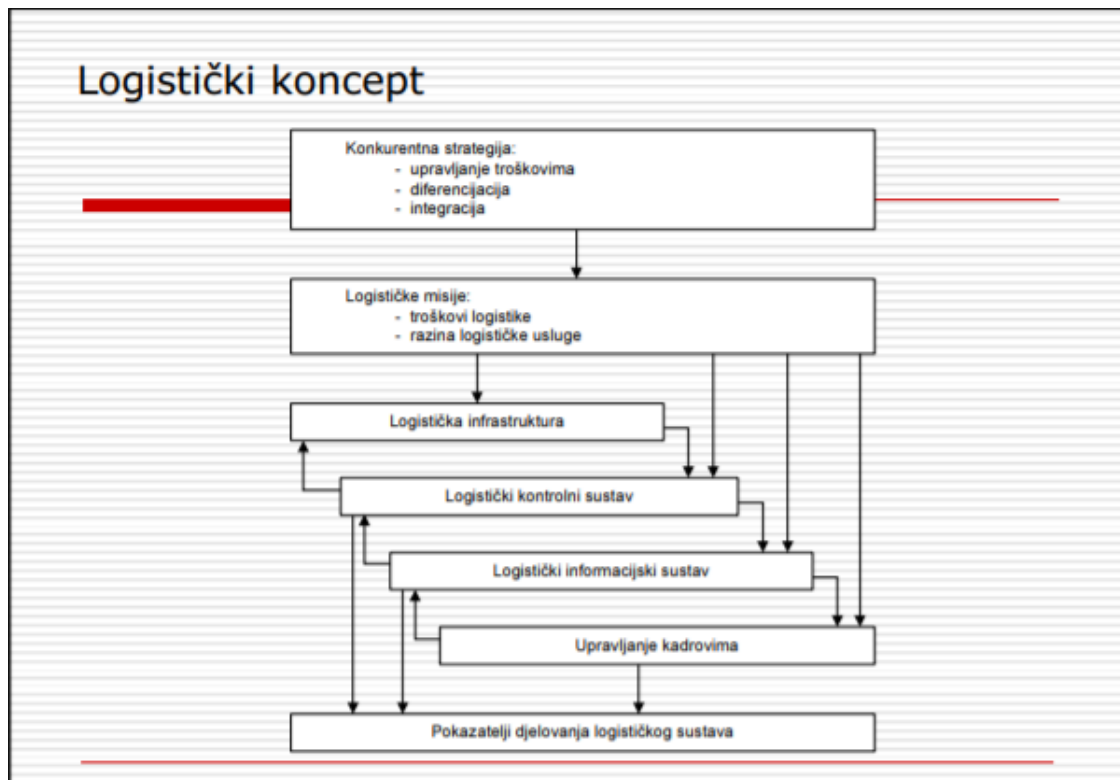 Logistički koncept
Konkurentna strategija:
- upravljanje troškovima
- diferencijacija
- integracija
Logističke misije:
- troškovi logistike
- razina logističke usluge
Logistička infrastruktura
Logistički kontrolni sustav
Logistički informacijski sustav
Upravljanje kadrovima
Pokazatelji djelovanja logističkog sustava